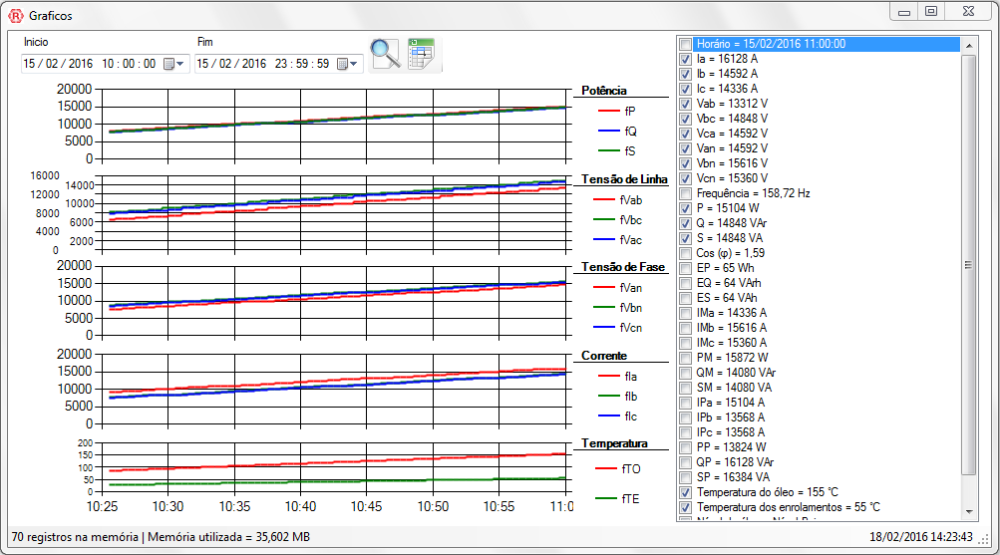 Graficos
Inicio
Fim
15 / 02 / 2016 10 : 00 : 00
15 / 02 / 2016 23 : 59 : 59
20000
15000
10000
5000
0
Potência
fP
fQ
fS
16000
14000
12000
10000
8000
6000
4000
2000
0
Tensão de Linha
fVab
fVbc
fVac
20000
15000
10000
5000
0
Tensão de Fase
fVan
fVbn
fVcn
20000
15000
10000
5000
0
Corrente
fIa
fIb
fIc
200
150
100
50
0
Temperatura
fTO
fTE
10:25 10:30 10:35 10:40 10:45 10:50 10:55 11:0
Horário = 15/02/2016 11:00:00
Ia = 16128 A
Ib = 14592 A
Ic = 14336 A
Vab = 13312 V
Vbc = 14848 V
Vca = 14592 V
Van = 14592 V
Vbn = 15616 V
Vcn = 15360 V
Frequência = 158,72 Hz
P = 15104 W
Q = 14848 VAr
S = 14848 VA
Cos (φ) = 1,59
EP = 65 Wh
EQ = 64 VArh
ES = 64 VAh
IMa = 14336 A
IMb = 15616 A
IMc = 15360 A
PM = 15872 W
QM = 14080 VAr
SM = 14080 VA
IPa = 15104 A
IPb = 13568 A
IPc = 13568 A
PP = 13824 W
QP = 16128 VAr
SP = 16384 VA
Temperatura do óleo = 155 °C
Temperatura dos enrolamentos = 55 °C
70 registros na memória | Memória utilizada = 35,602 MB
18/02/2016 14:23:43